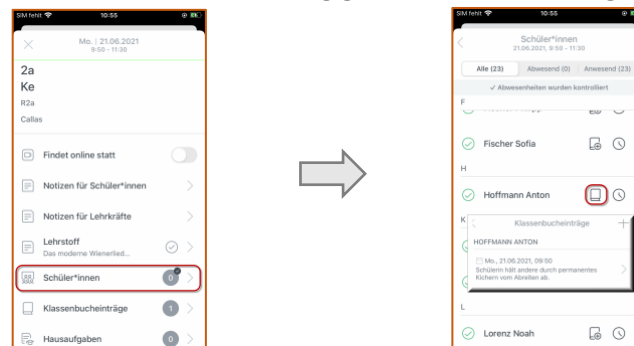 SIM fehlt 10:55
Mo. | 21.06.2021
9:50 - 11:30
2a
Ke
R2a
Callas
Findet online statt
Notizen für Schüler*innen
Notizen für Lehrkräfte
Lehrstoff
Das moderne Wienerlied...
Schüler*innen 0
Klassenbucheinträge 1
Hausaufgaben 0
SIM fehlt 10:55
Schüler*innen
21.06.2021, 9:50 - 11:30
Alle (23) Abwesend (0) Anwesend (23)
✓ Abwesenheiten wurden kontrolliert
F
Fischer Sofia
H
Hoffmann Anton
K
Klassenbucheinträge
HOFFMANN ANTON
Mo., 21.06.2021, 09:50
Schülerin hält andere durch permanentes
Kichern vom Abreiten ab.
L
Lorenz Noah